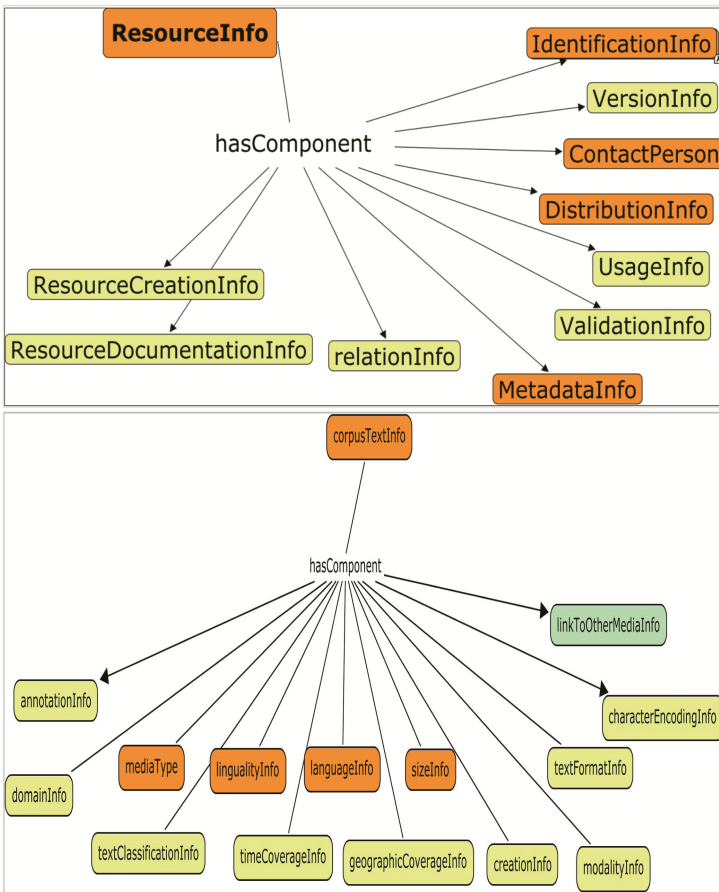 ResourceInfo
IdentificationInfo
VersionInfo
hasComponent
ContactPerson
DistributionInfo
UsageInfo
ResourceCreationInfo
ValidationInfo
ResourceDocumentationInfo
relationInfo
MetadataInfo
corpusTextInfo
hasComponent
linkToOtherMediaInfo
annotationInfo
characterEncodingInfo
mediaType
lingualityInfo
languageInfo
sizeInfo
textFormatInfo
domainInfo
textClassificationInfo
timeCoverageInfo
geographicCoverageInfo
creationInfo
modalityInfo